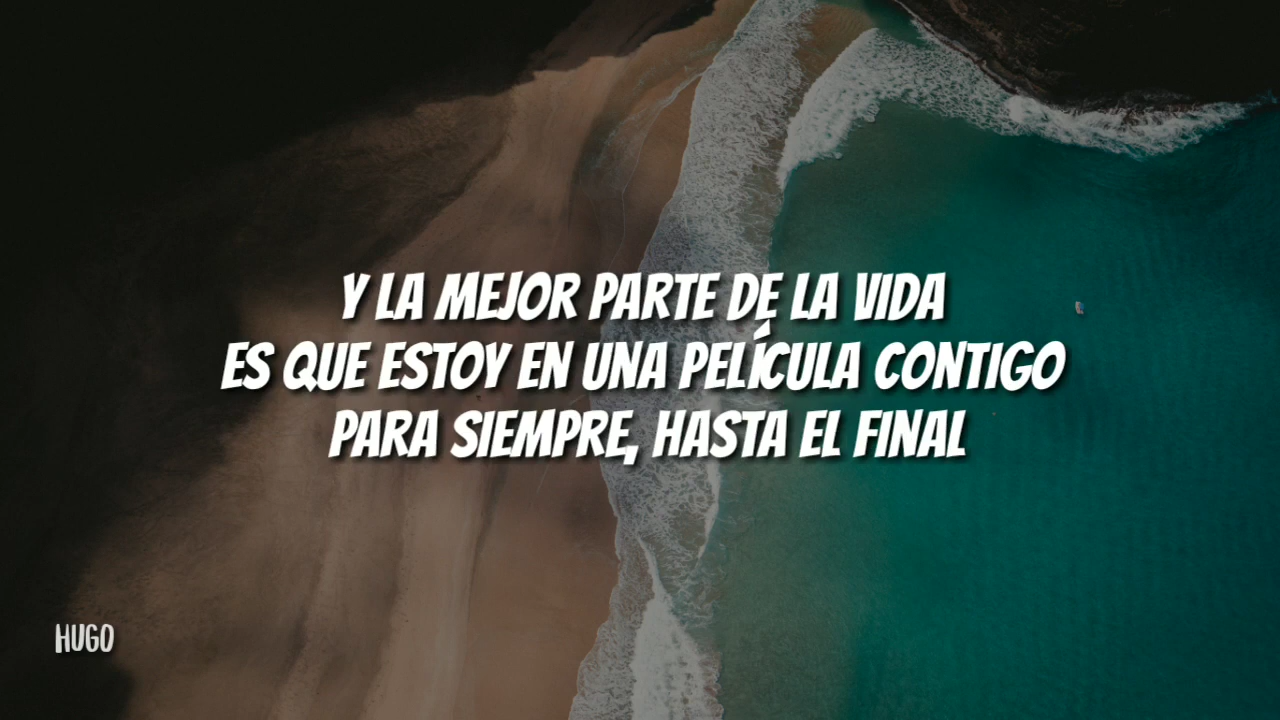 Y LA MEJOR PARTE DE LA VIDA
ES QUE ESTOY EN UNA PELÍCULA CONTIGO
PARA SIEMPRE, HASTA EL FINAL
HUGO